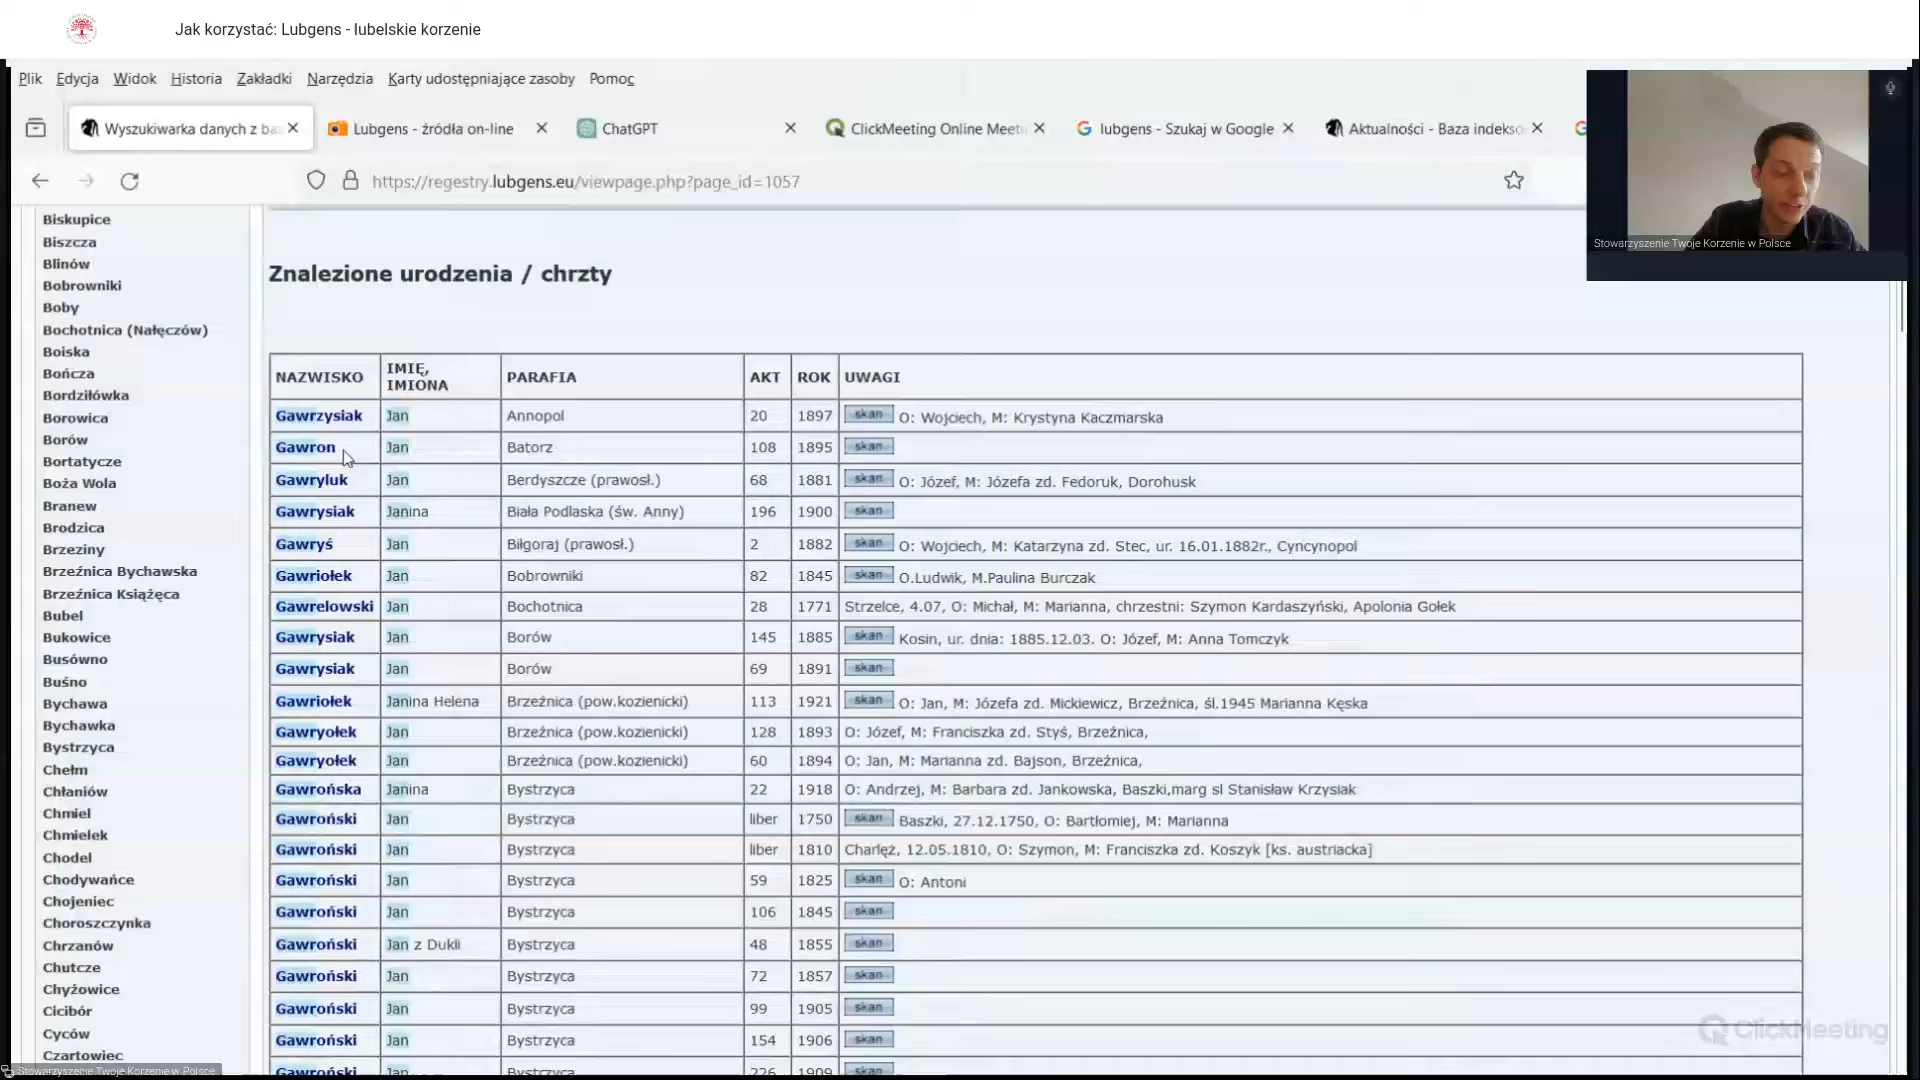 Jak korzystać: Lubgens - lubelskie korzenie
Plik Edycja Widok Historia Zakładki Narzędzia Karty udostępniające zasoby Pomoc
Wyszukiwarka danych z ba Lubgens - źródła on-line ChatGPT ClickMeeting Online Meeti lubgens - Szukaj w Google Aktualności - Baza indekso
https://regestry.lubgens.eu/viewpage.php?page_id=1057
Stowarzyszenie Twoje Korzenie w Polsce
Biskupice
Biszcza
Blinów
Bobrowniki
Boby
Bochotnica (Nałęczów)
Boiska
Bończa
Bordziłówka
Borowica
Borów
Bortatycze
Boża Wola
Branew
Brodzica
Brzeziny
Brzeźnica Bychawska
Brzeźnica Książęca
Bubel
Bukowice
Busówno
Buśno
Bychawa
Bychawka
Bystrzyca
Chełm
Chłaniów
Chmiel
Chmielek
Chodel
Chodywańce
Chojeniec
Choroszczynka
Chrzanów
Chutcze
Chyżowice
Cicibór
Cyców
Czartowiec
Znalezione urodzenia / chrzty
NAZWISKO IMIĘ, IMIONA PARAFIA AKT ROK UWAGI
Gawrzysiak Jan Annopol 20 1897 skan O: Wojciech, M: Krystyna Kaczmarska
Gawron Jan Batorz 108 1895 skan
Gawryluk Jan Berdyszcze (prawosł.) 68 1881 skan O: Józef, M: Józefa zd. Fedoruk, Dorohusk
Gawrysiak Janina Biała Podlaska (św. Anny) 196 1900 skan
Gawryś Jan Biłgoraj (prawosł.) 2 1882 skan O: Wojciech, M: Katarzyna zd. Stec, ur. 16.01.1882r., Cyncynopol
Gawriołek Jan Bobrowniki 82 1845 skan O.Ludwik, M.Paulina Burczak
Gawrelowski Jan Bochotnica 28 1771 Strzelce, 4.07, O: Michał, M: Marianna, chrzestni: Szymon Kardaszyński, Apolonia Gołek
Gawrysiak Jan Borów 145 1885 skan Kosin, ur. dnia: 1885.12.03. O: Józef, M: Anna Tomczyk
Gawrysiak Jan Borów 69 1891 skan
Gawriołek Janina Helena Brzeźnica (pow.kozienicki) 113 1921 skan O: Jan, M: Józefa zd. Mickiewicz, Brzeźnica, śl.1945 Marianna Kęska
Gawryołek Jan Brzeźnica (pow.kozienicki) 128 1893 O: Józef, M: Franciszka zd. Styś, Brzeźnica,
Gawryołek Jan Brzeźnica (pow.kozienicki) 60 1894 O: Jan, M: Marianna zd. Bajson, Brzeźnica,
Gawrońska Janina Bystrzyca 22 1918 O: Andrzej, M: Barbara zd. Jankowska, Baszki,marg sl Stanisław Krzysiak
Gawroński Jan Bystrzyca liber 1750 skan Baszki, 27.12.1750, O: Bartłomiej, M: Marianna
Gawroński Jan Bystrzyca liber 1810 Charlęż, 12.05.1810, O: Szymon, M: Franciszka zd. Koszyk [ks. austriacka]
Gawroński Jan Bystrzyca 59 1825 skan O: Antoni
Gawroński Jan Bystrzyca 106 1845 skan
Gawroński Jan z Dukli Bystrzyca 48 1855 skan
Gawroński Jan Bystrzyca 72 1857 skan
Gawroński Jan Bystrzyca 99 1905 skan
Gawroński Jan Bystrzyca 154 1906 skan
Gawroński Jan Bystrzyca 226 1909 skan
ClickMeeting
Stowarzyszenie Twoje Korzenie w Polsce